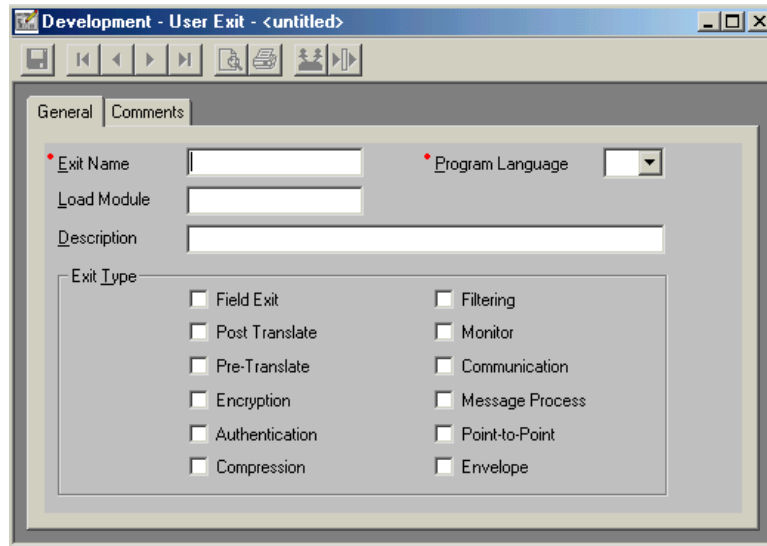 Development - User Exit - <untitled>
General Comments
Exit Name Program Language
Load Module
Description
Exit Type
Field Exit Filtering
Post Translate Monitor
Pre-Translate Communication
Encryption Message Process
Authentication Point-to-Point
Compression Envelope